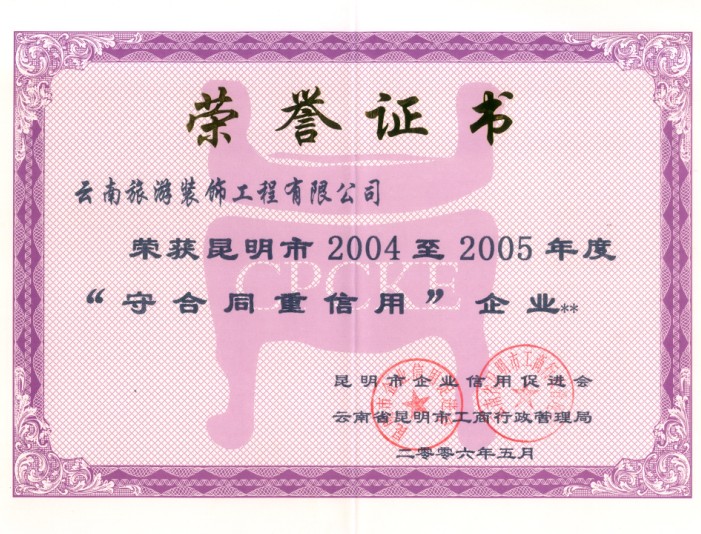 荣誉证书
云南旅游装饰工程有限公司
荣获昆明市 2004 至 2005 年度
“守合同重信用”企业**
CPCKE
昆明市企业信用促进会
云南省昆明市工商行政管理局
二零零六年五月